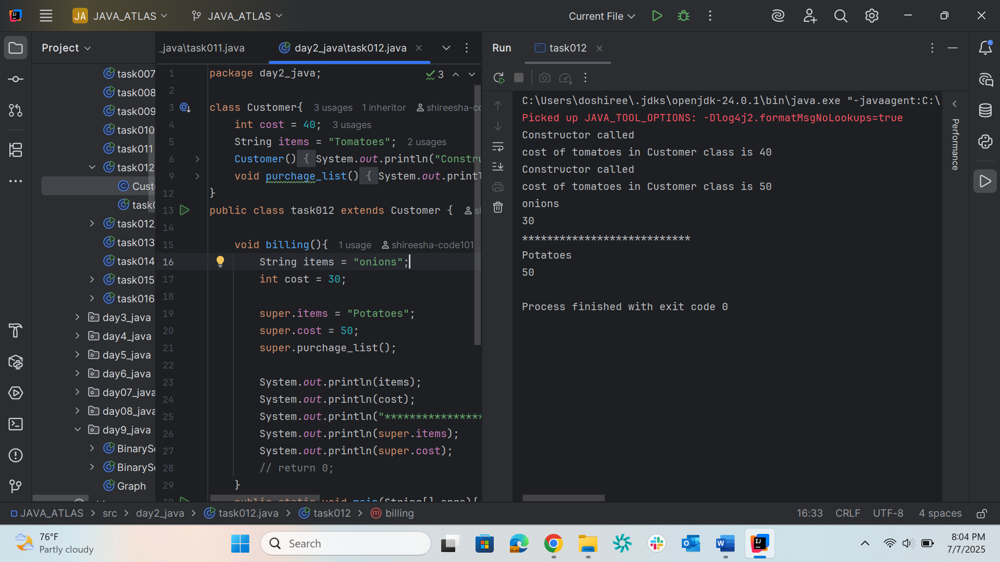 JA JAVA_ATLAS JAVA_ATLAS Current File
Project
_java\task011.java day2_java\task012.java
Run task012
task007
task008
task009
task010
task011
task012
Cust
task
task012_
task013
task014
task015
task016
day3_java
day4_java
day5_java
day6_java
day07_java
day08_java
day9_java
BinarySe
BinarySe
Graph
3
1 package day2_java;
2
3 class Customer{ 3 usages 1 inheritor shireesha-co
4 int cost = 40; 3 usages
5 String items = "Tomatoes"; 2 usages
6 Customer() { System.out.println("Constru
9 void purchage_list() { System.out.printl
12 }
13 public class task012 extends Customer { sh
14
15 void billing(){ 1 usage shireesha-code101
16 String items = "onions";
17 int cost = 30;
18
19 super.items = "Potatoes";
20 super.cost = 50;
21 super.purchage_list();
22
23 System.out.println(items);
24 System.out.println(cost);
25 System.out.println("****************
26 System.out.println(super.items);
27 System.out.println(super.cost);
28 // return 0;
29 }
30 public static void main(String[] args){
C:\Users\doshiree\.jdks\openjdk-24.0.1\bin\java.exe "-javaagent:C:\
Picked up JAVA_TOOL_OPTIONS: -Dlog4j2.formatMsgNoLookups=true
Constructor called
cost of tomatoes in Customer class is 40
Constructor called
cost of tomatoes in Customer class is 50
onions
30
***************************
Potatoes
50
Process finished with exit code 0
Performance
JAVA_ATLAS > src > day2_java > task012.java > task012 > billing
16:33 CRLF UTF-8 4 spaces
76°F
Partly cloudy
Search
8:04 PM
7/7/2025